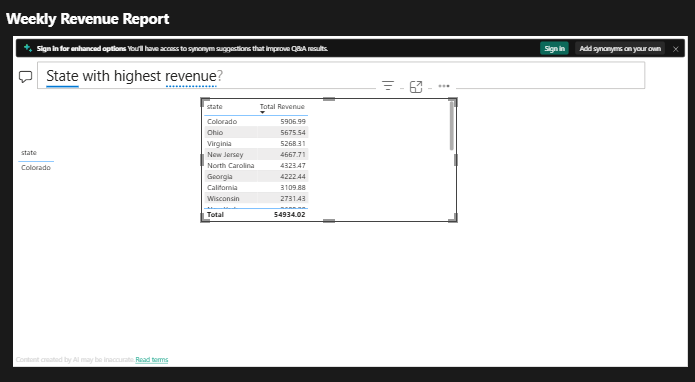 Weekly Revenue Report
Sign in for enhanced options You'll have access to synonym suggestions that improve Q&A results.
Sign in
Add synonyms on your own
State with highest revenue?
state Total Revenue
Colorado 5906.99
Ohio 5675.54
Virginia 5268.31
New Jersey 4667.71
North Carolina 4323.47
Georgia 4222.44
California 3109.88
Wisconsin 2731.43
Total 54934.02
state
Colorado
Content created by AI may be inaccurate. Read terms